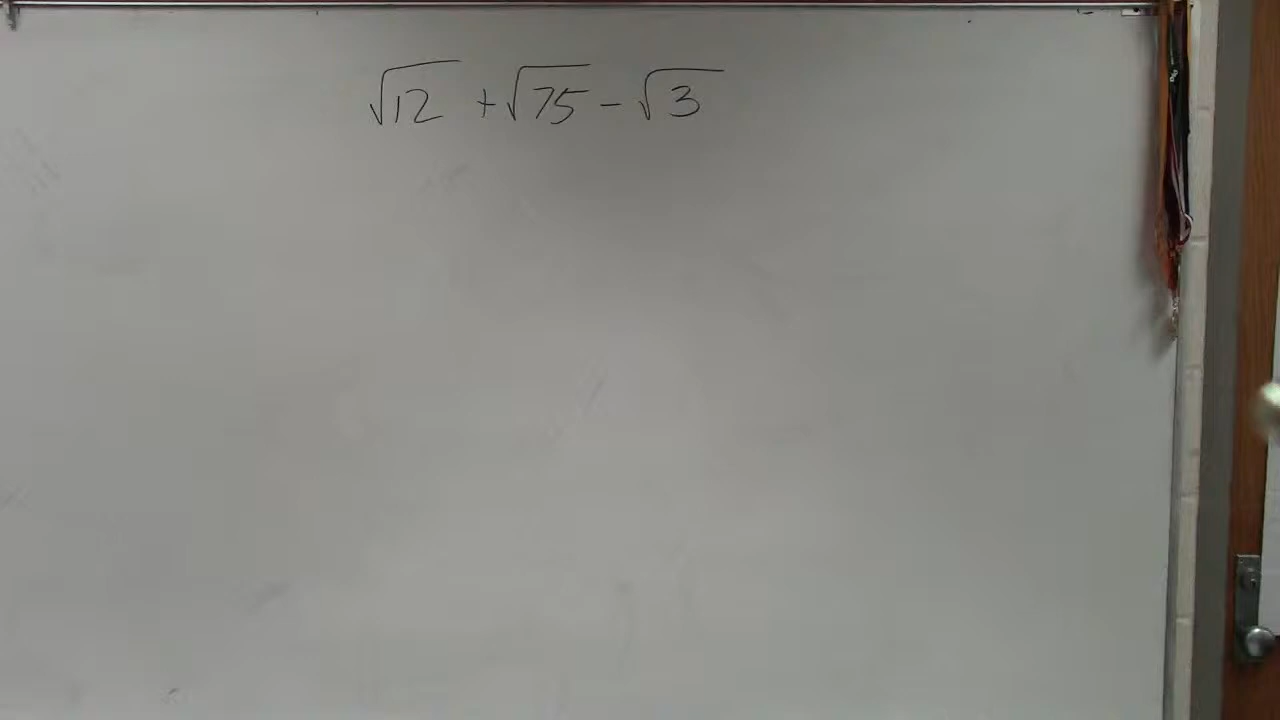 √12 + √75 - √3